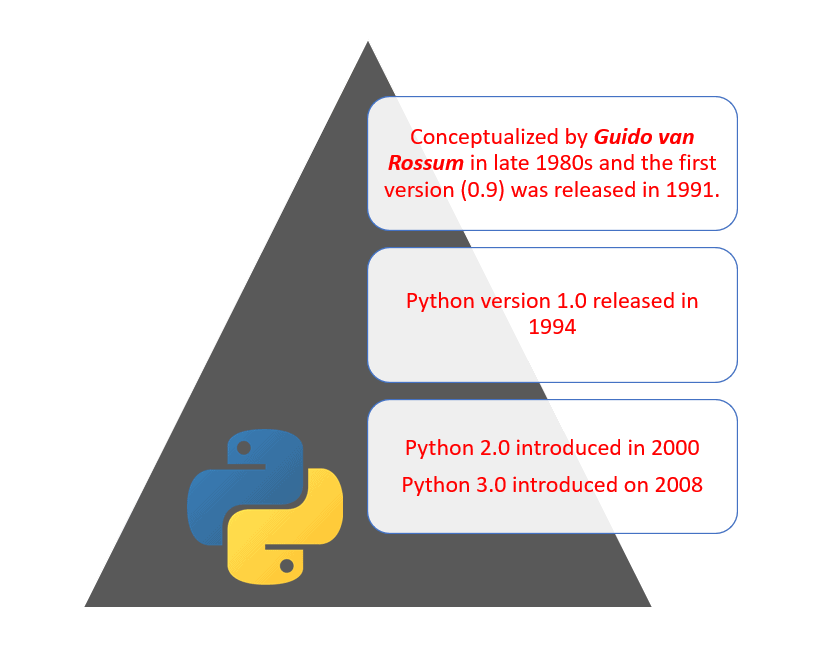 Conceptualized by Guido van
Rossum in late 1980s and the first
version (0.9) was released in 1991.
Python version 1.0 released in
1994
Python 2.0 introduced in 2000
Python 3.0 introduced on 2008